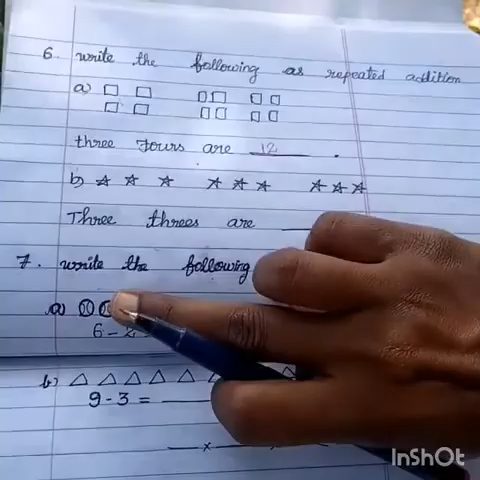 6. write the following as repeated addition
a)
three fours are 12 .
b)
Three threes are
7. write the following
a)
6 -
b)
9 - 3 =
x
InShOt